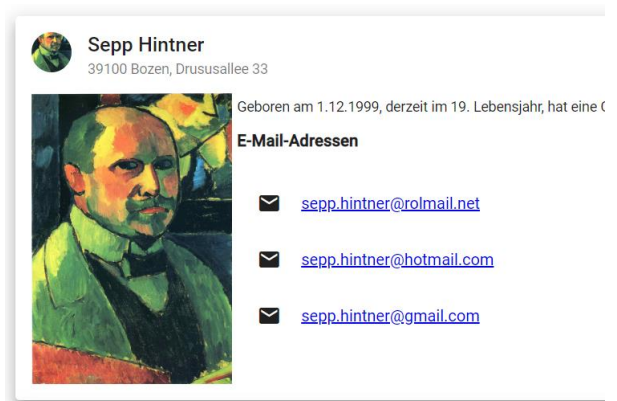 Sepp Hintner
39100 Bozen, Drususallee 33
Geboren am 1.12.1999, derzeit im 19. Lebensjahr, hat eine
E-Mail-Adressen
sepp.hintner@rolmail.net
sepp.hintner@hotmail.com
sepp.hintner@gmail.com